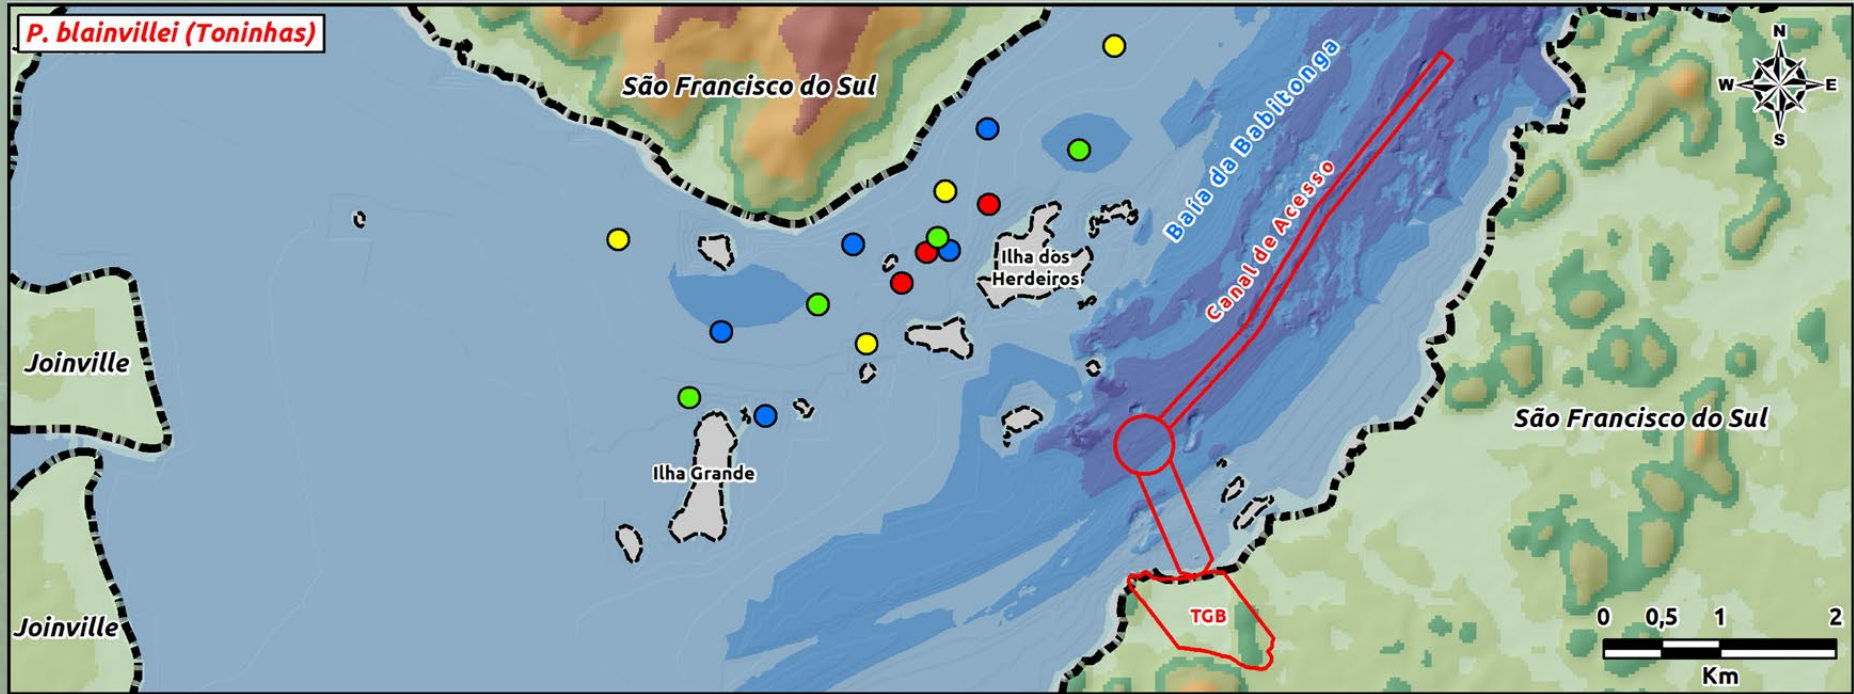 P. blainvillei (Toninhas)
São Francisco do Sul
N
W
E
S
Baía da Babitonga
Canal de Acesso
Ilha dos
Herdeiros
Joinville
São Francisco do Sul
Ilha Grande
TGB
Joinville
0 0,5 1 2
Km